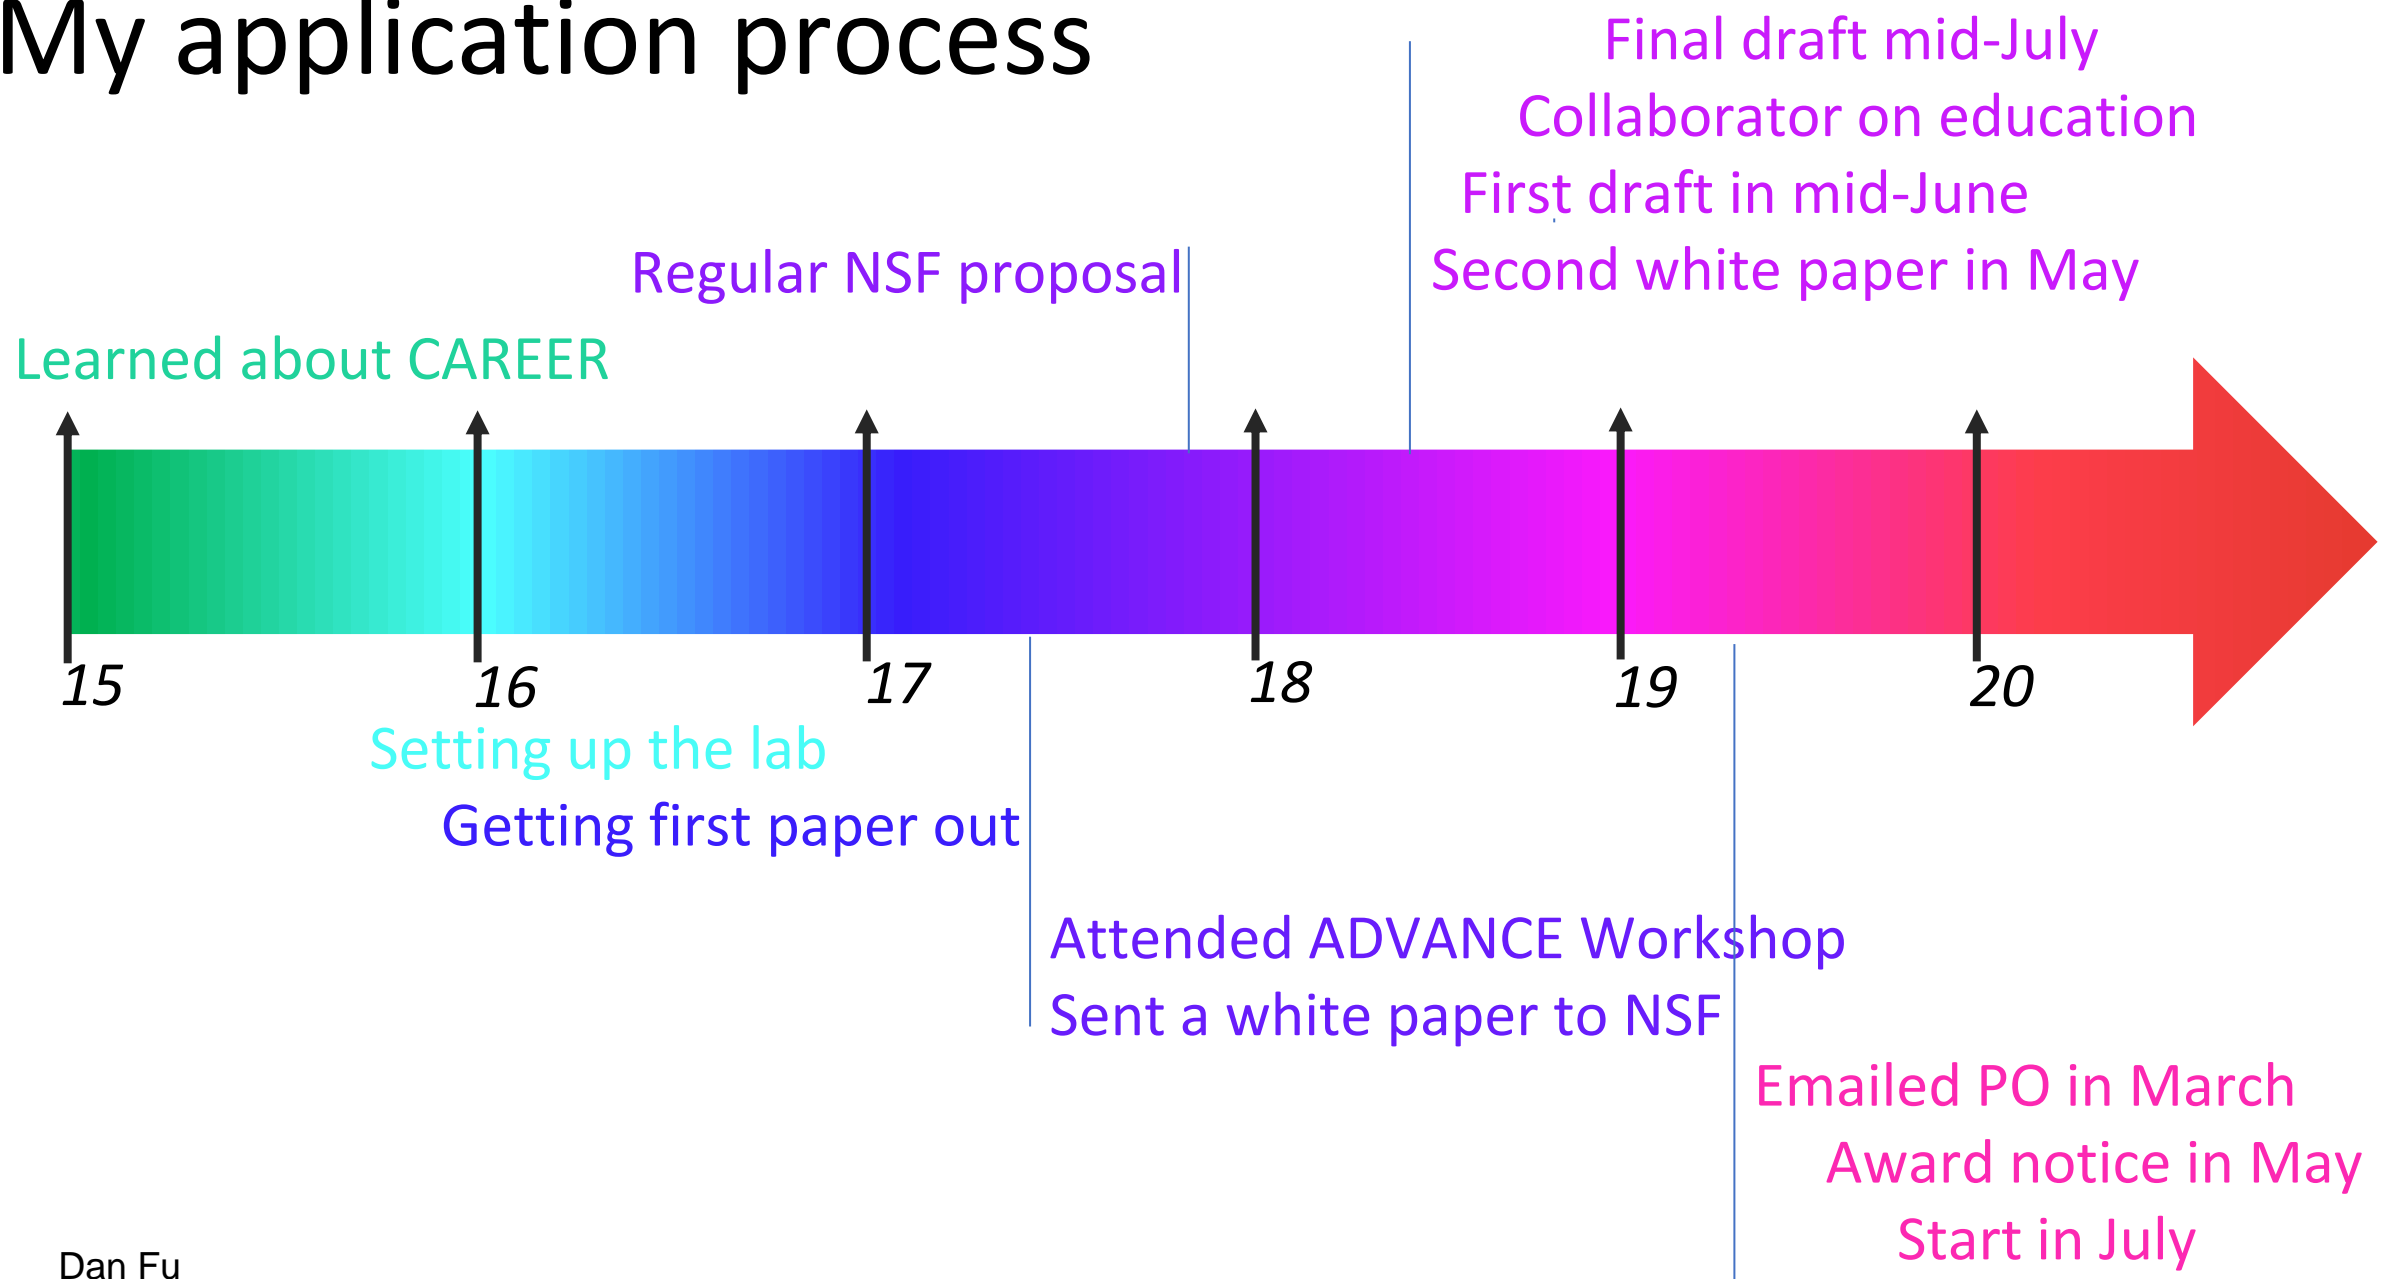 My application process
Final draft mid-July
Collaborator on education
First draft in mid-June
Second white paper in May
Regular NSF proposal
Learned about CAREER
15
16
17
18
19
20
Setting up the lab
Getting first paper out
Attended ADVANCE Workshop
Sent a white paper to NSF
Emailed PO in March
Award notice in May
Start in July
Dan Fu